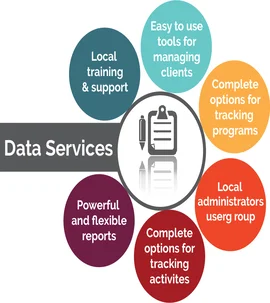 Easy to use
tools for
managing
clients
Local
training
& support
Complete
options for
tracking
programs
Data Services
Local
administrators
userg roup
Powerful
and flexible
reports
Complete
options for
tracking
activites